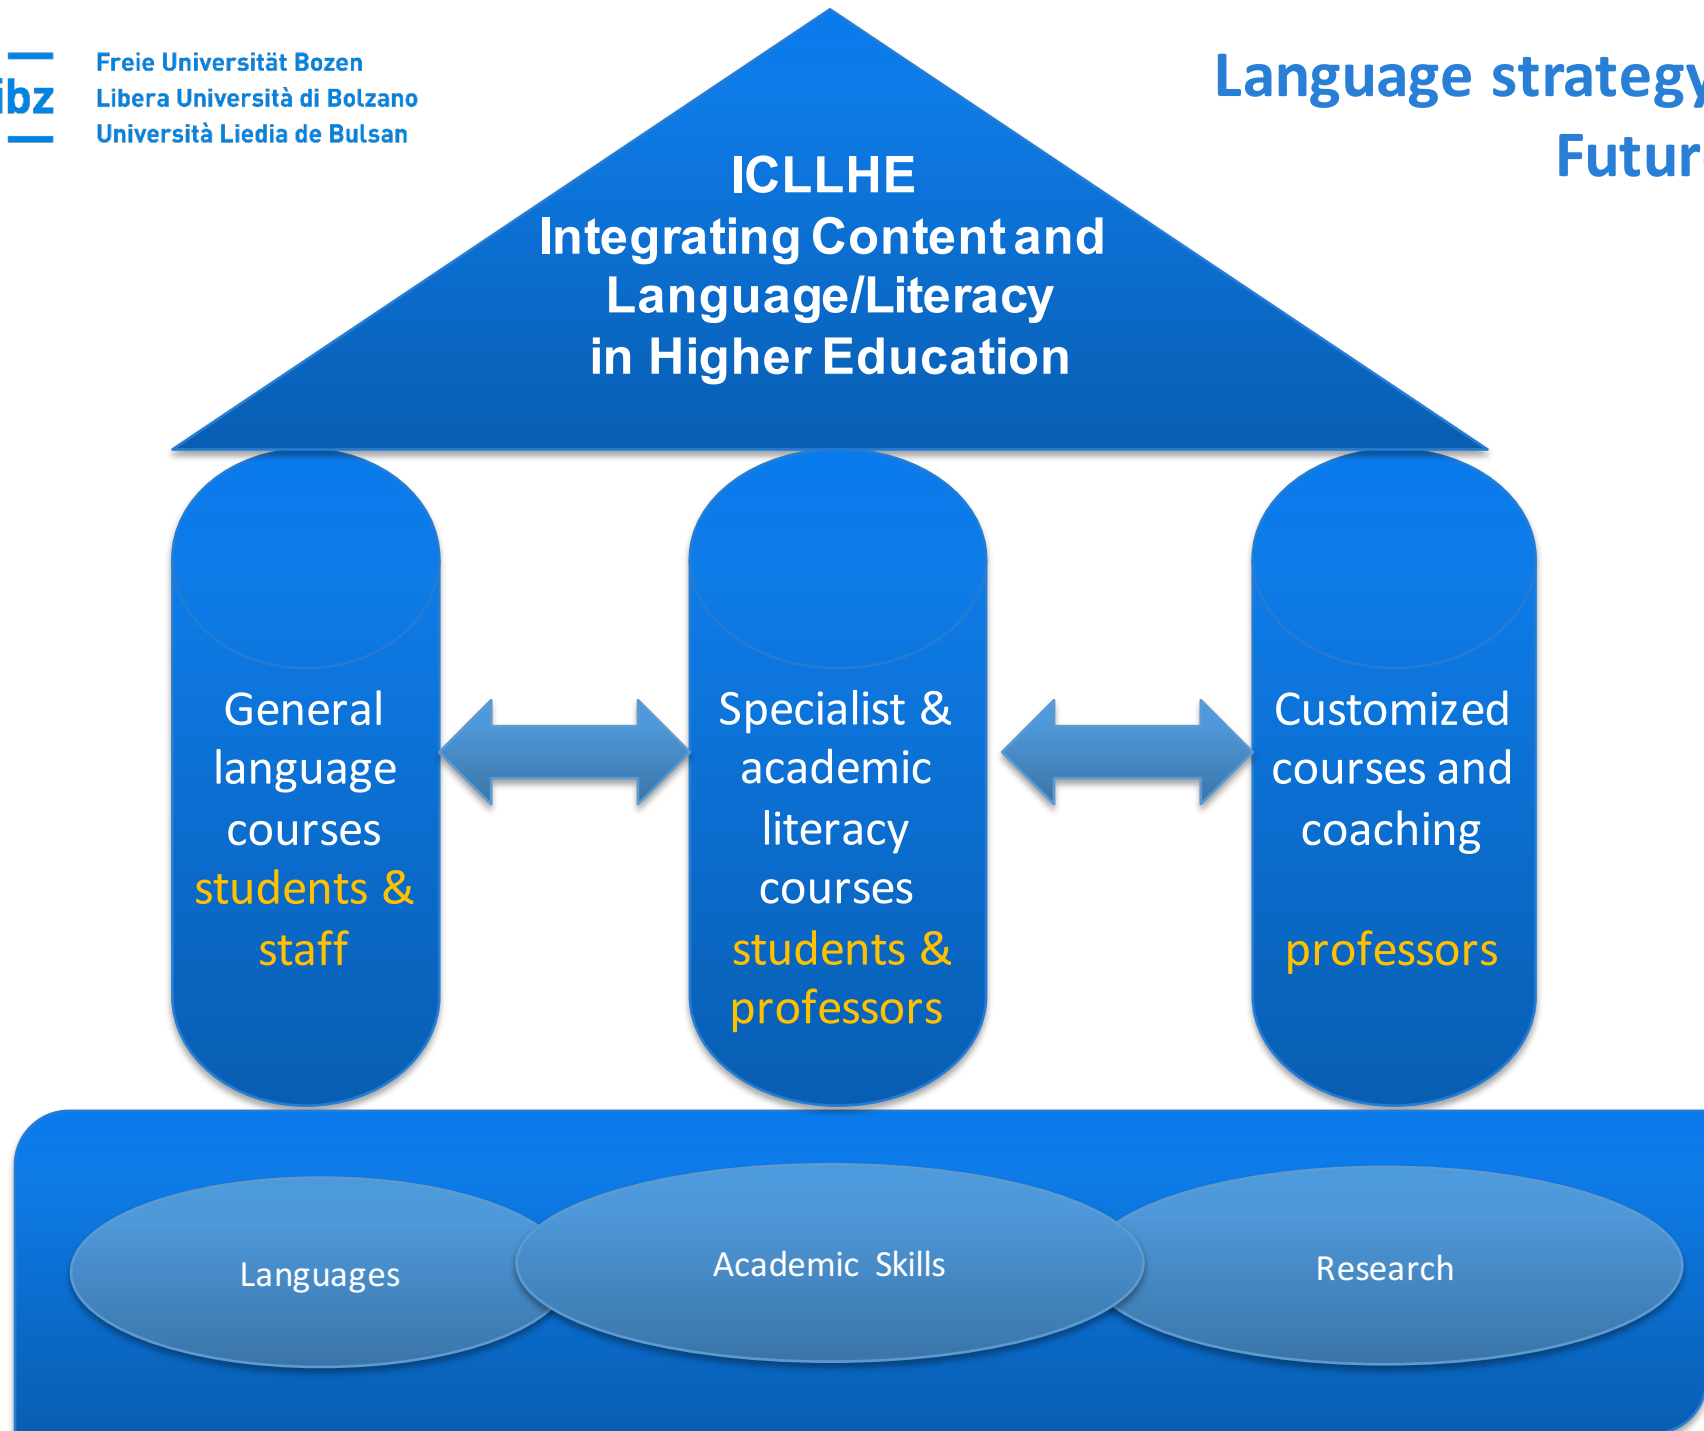 ibz
Freie Universität Bozen
Libera Università di Bolzano
Università Liedia de Bulsan
Language strategy
Futur
ICLLHE
Integrating Content and
Language/Literacy
in Higher Education
General
language
courses
students &
staff
Specialist &
academic
literacy
courses
students &
professors
Customized
courses and
coaching
professors
Languages
Academic Skills
Research